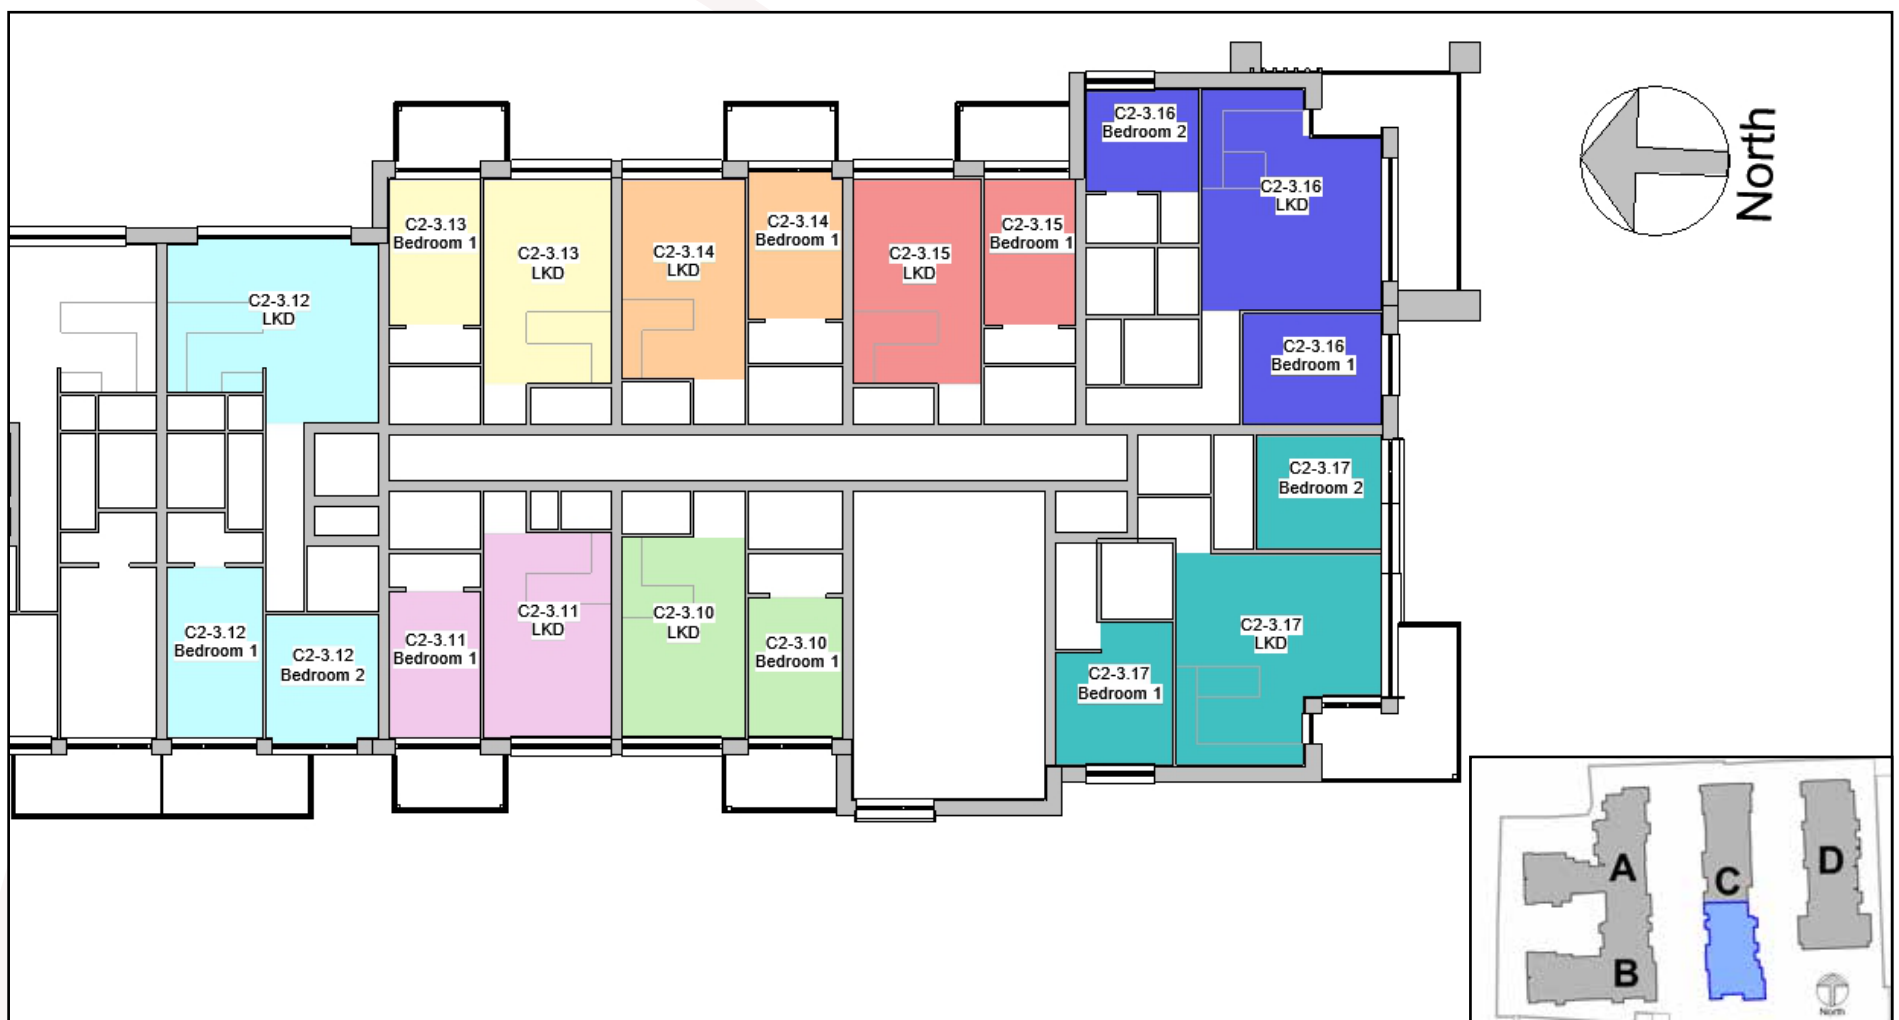 C2-3.16
Bedroom 2
C2-3.16
LKD
North
C2-3.13
Bedroom 1
C2-3.13
LKD
C2-3.14
LKD
C2-3.14
Bedroom 1
C2-3.15
LKD
C2-3.15
Bedroom 1
C2-3.12
LKD
C2-3.16
Bedroom 1
C2-3.17
Bedroom 2
C2-3.12
Bedroom 1
C2-3.12
Bedroom 2
C2-3.11
Bedroom 1
C2-3.11
LKD
C2-3.10
LKD
C2-3.10
Bedroom 1
C2-3.17
Bedroom 1
C2-3.17
LKD
A
C
D
B
North